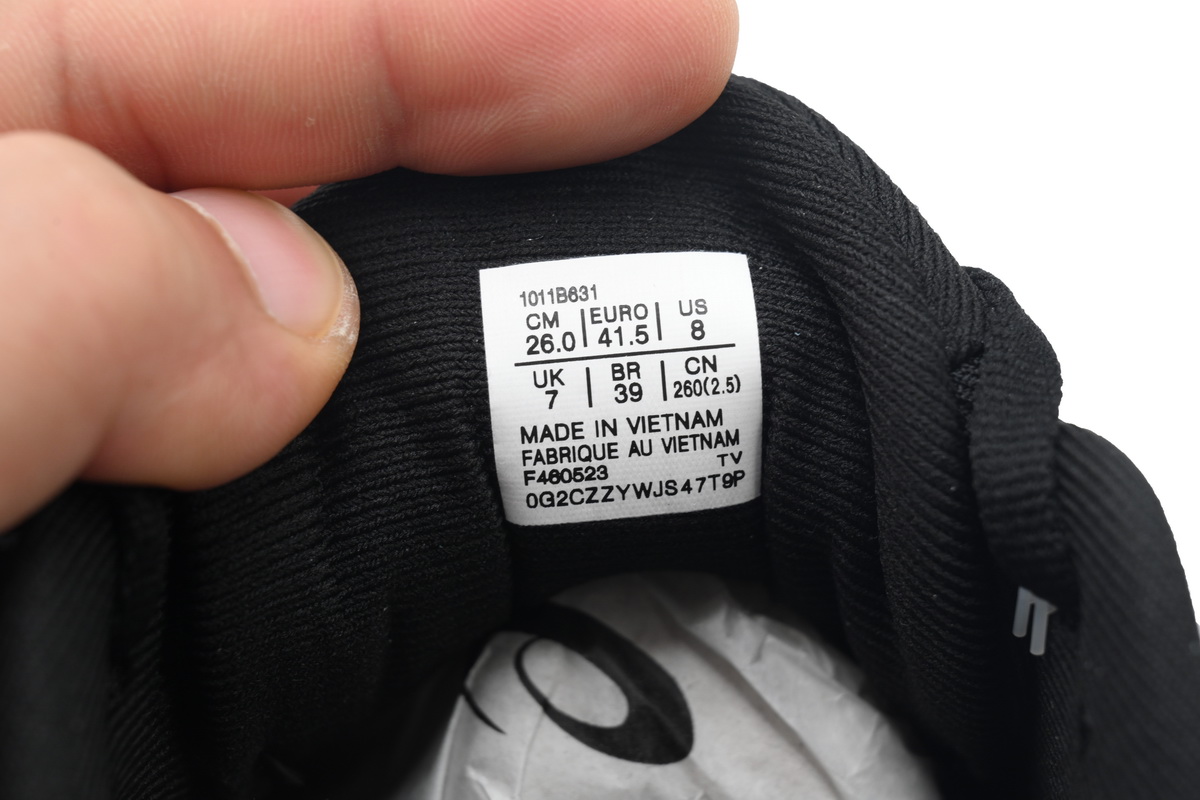 1011B631
CM | EURO | US
26.0 | 41.5 | 8
UK | BR | CN
7 | 39 | 260(2.5)
MADE IN VIETNAM
FABRIQUE AU VIETNAM
F460523 TV
0G2CZZYWJS47T9P